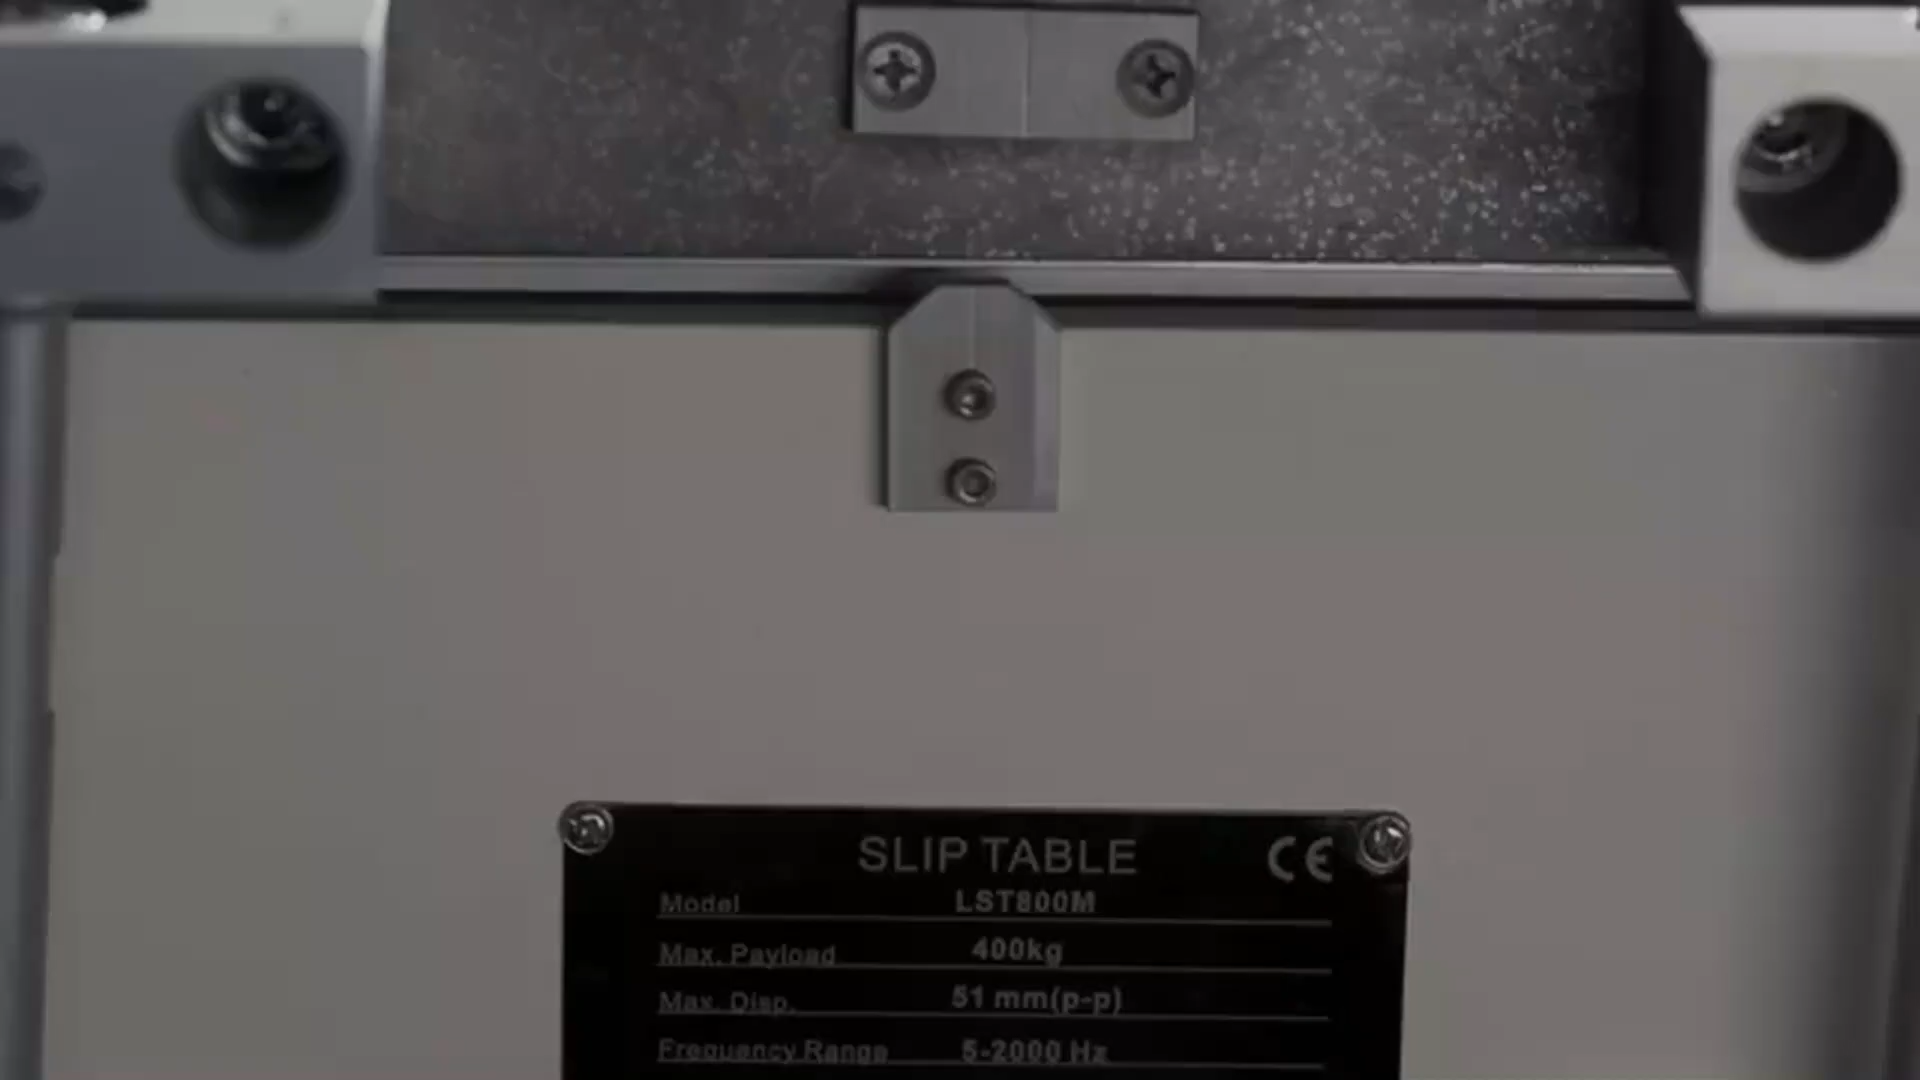 SLIP TABLE CE
Model LST800M
Max. Payload 400kg
Max. Disp. 51 mm(p-p)
Frequency Range 5-2000 Hz